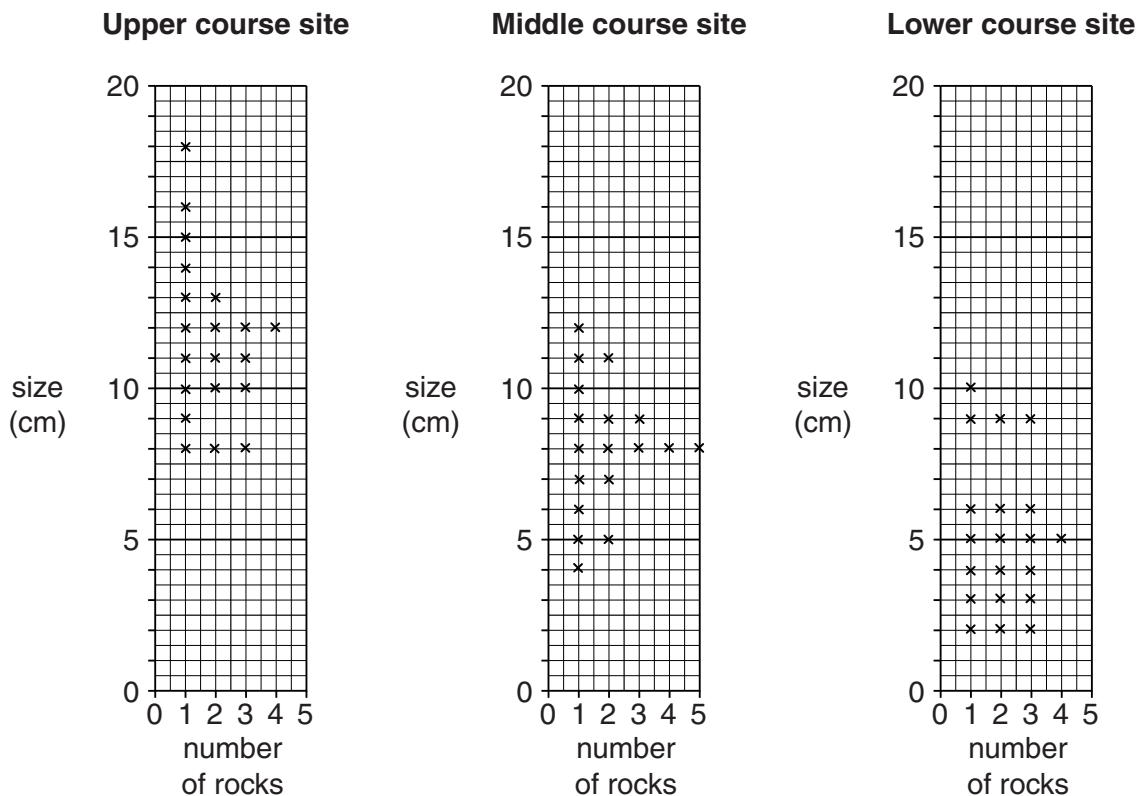 Upper course site
20
15
10
5
0
size
(cm)
0 1 2 3 4 5
number
of rocks
Middle course site
20
15
10
5
0
size
(cm)
0 1 2 3 4 5
number
of rocks
Lower course site
20
15
10
5
0
size
(cm)
0 1 2 3 4 5
number
of rocks